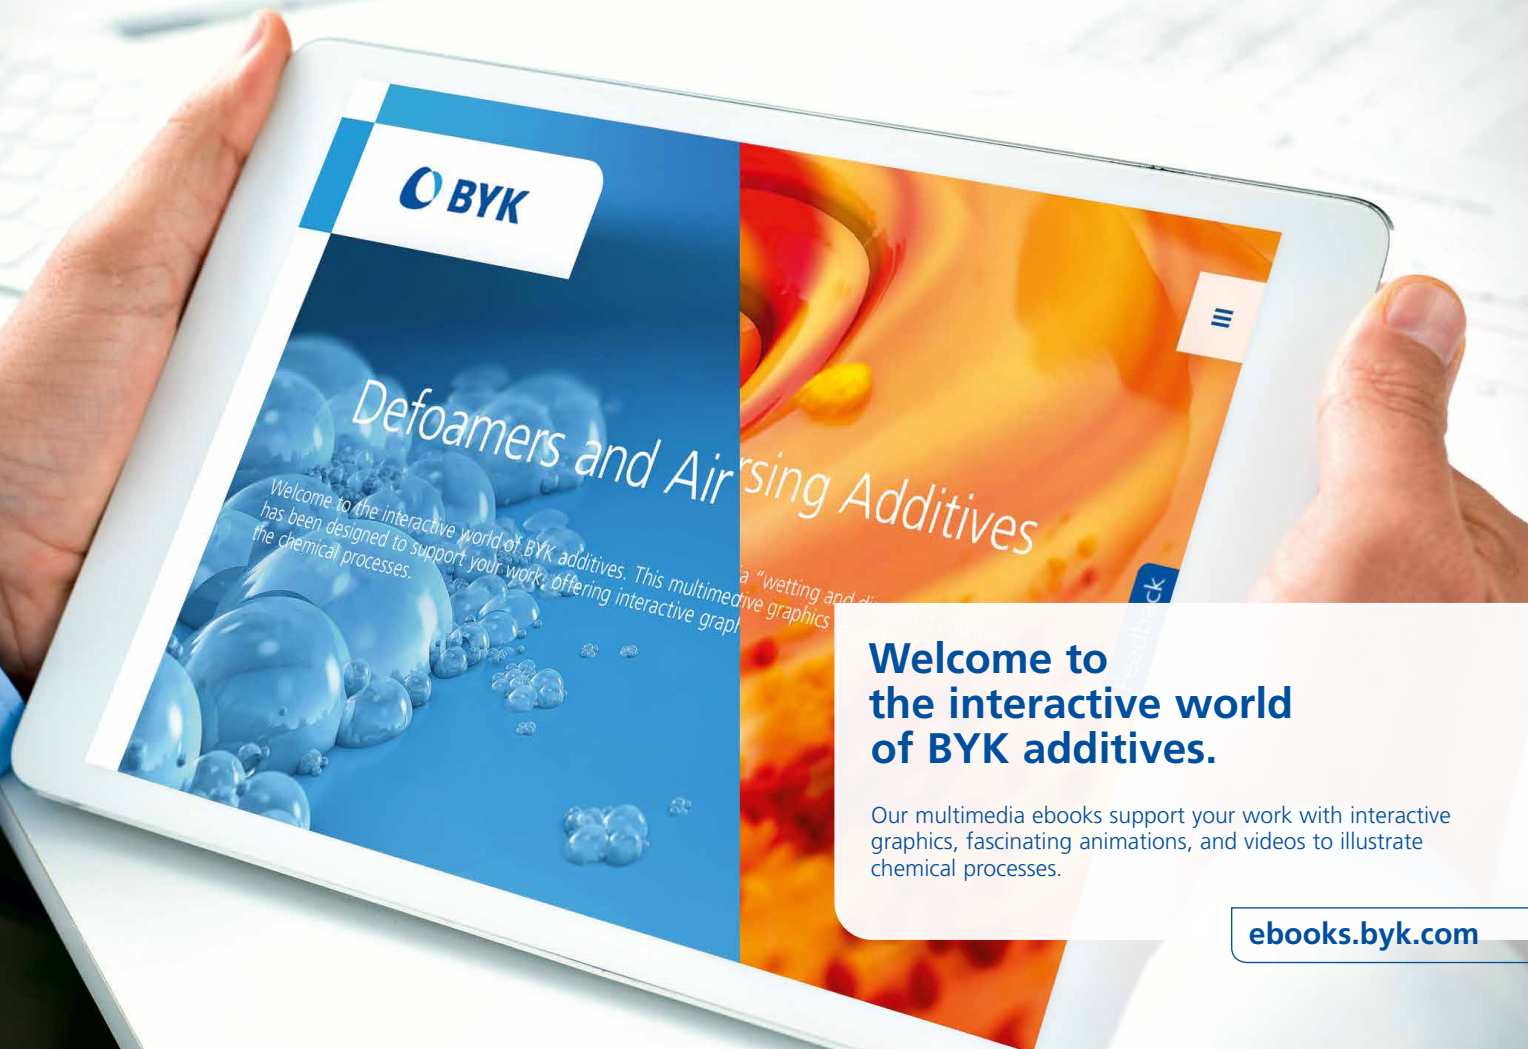 BYK
Defoamers and Air
rsing Additives
Welcome to the interactive world of BYK additives. This multimed
has been designed to support your work, offering interactive graph
the chemical processes.
a "wetting and
ive graphics
Feedback
Welcome to
the interactive world
of BYK additives.
Our multimedia ebooks support your work with interactive
graphics, fascinating animations, and videos to illustrate
chemical processes.
ebooks.byk.com